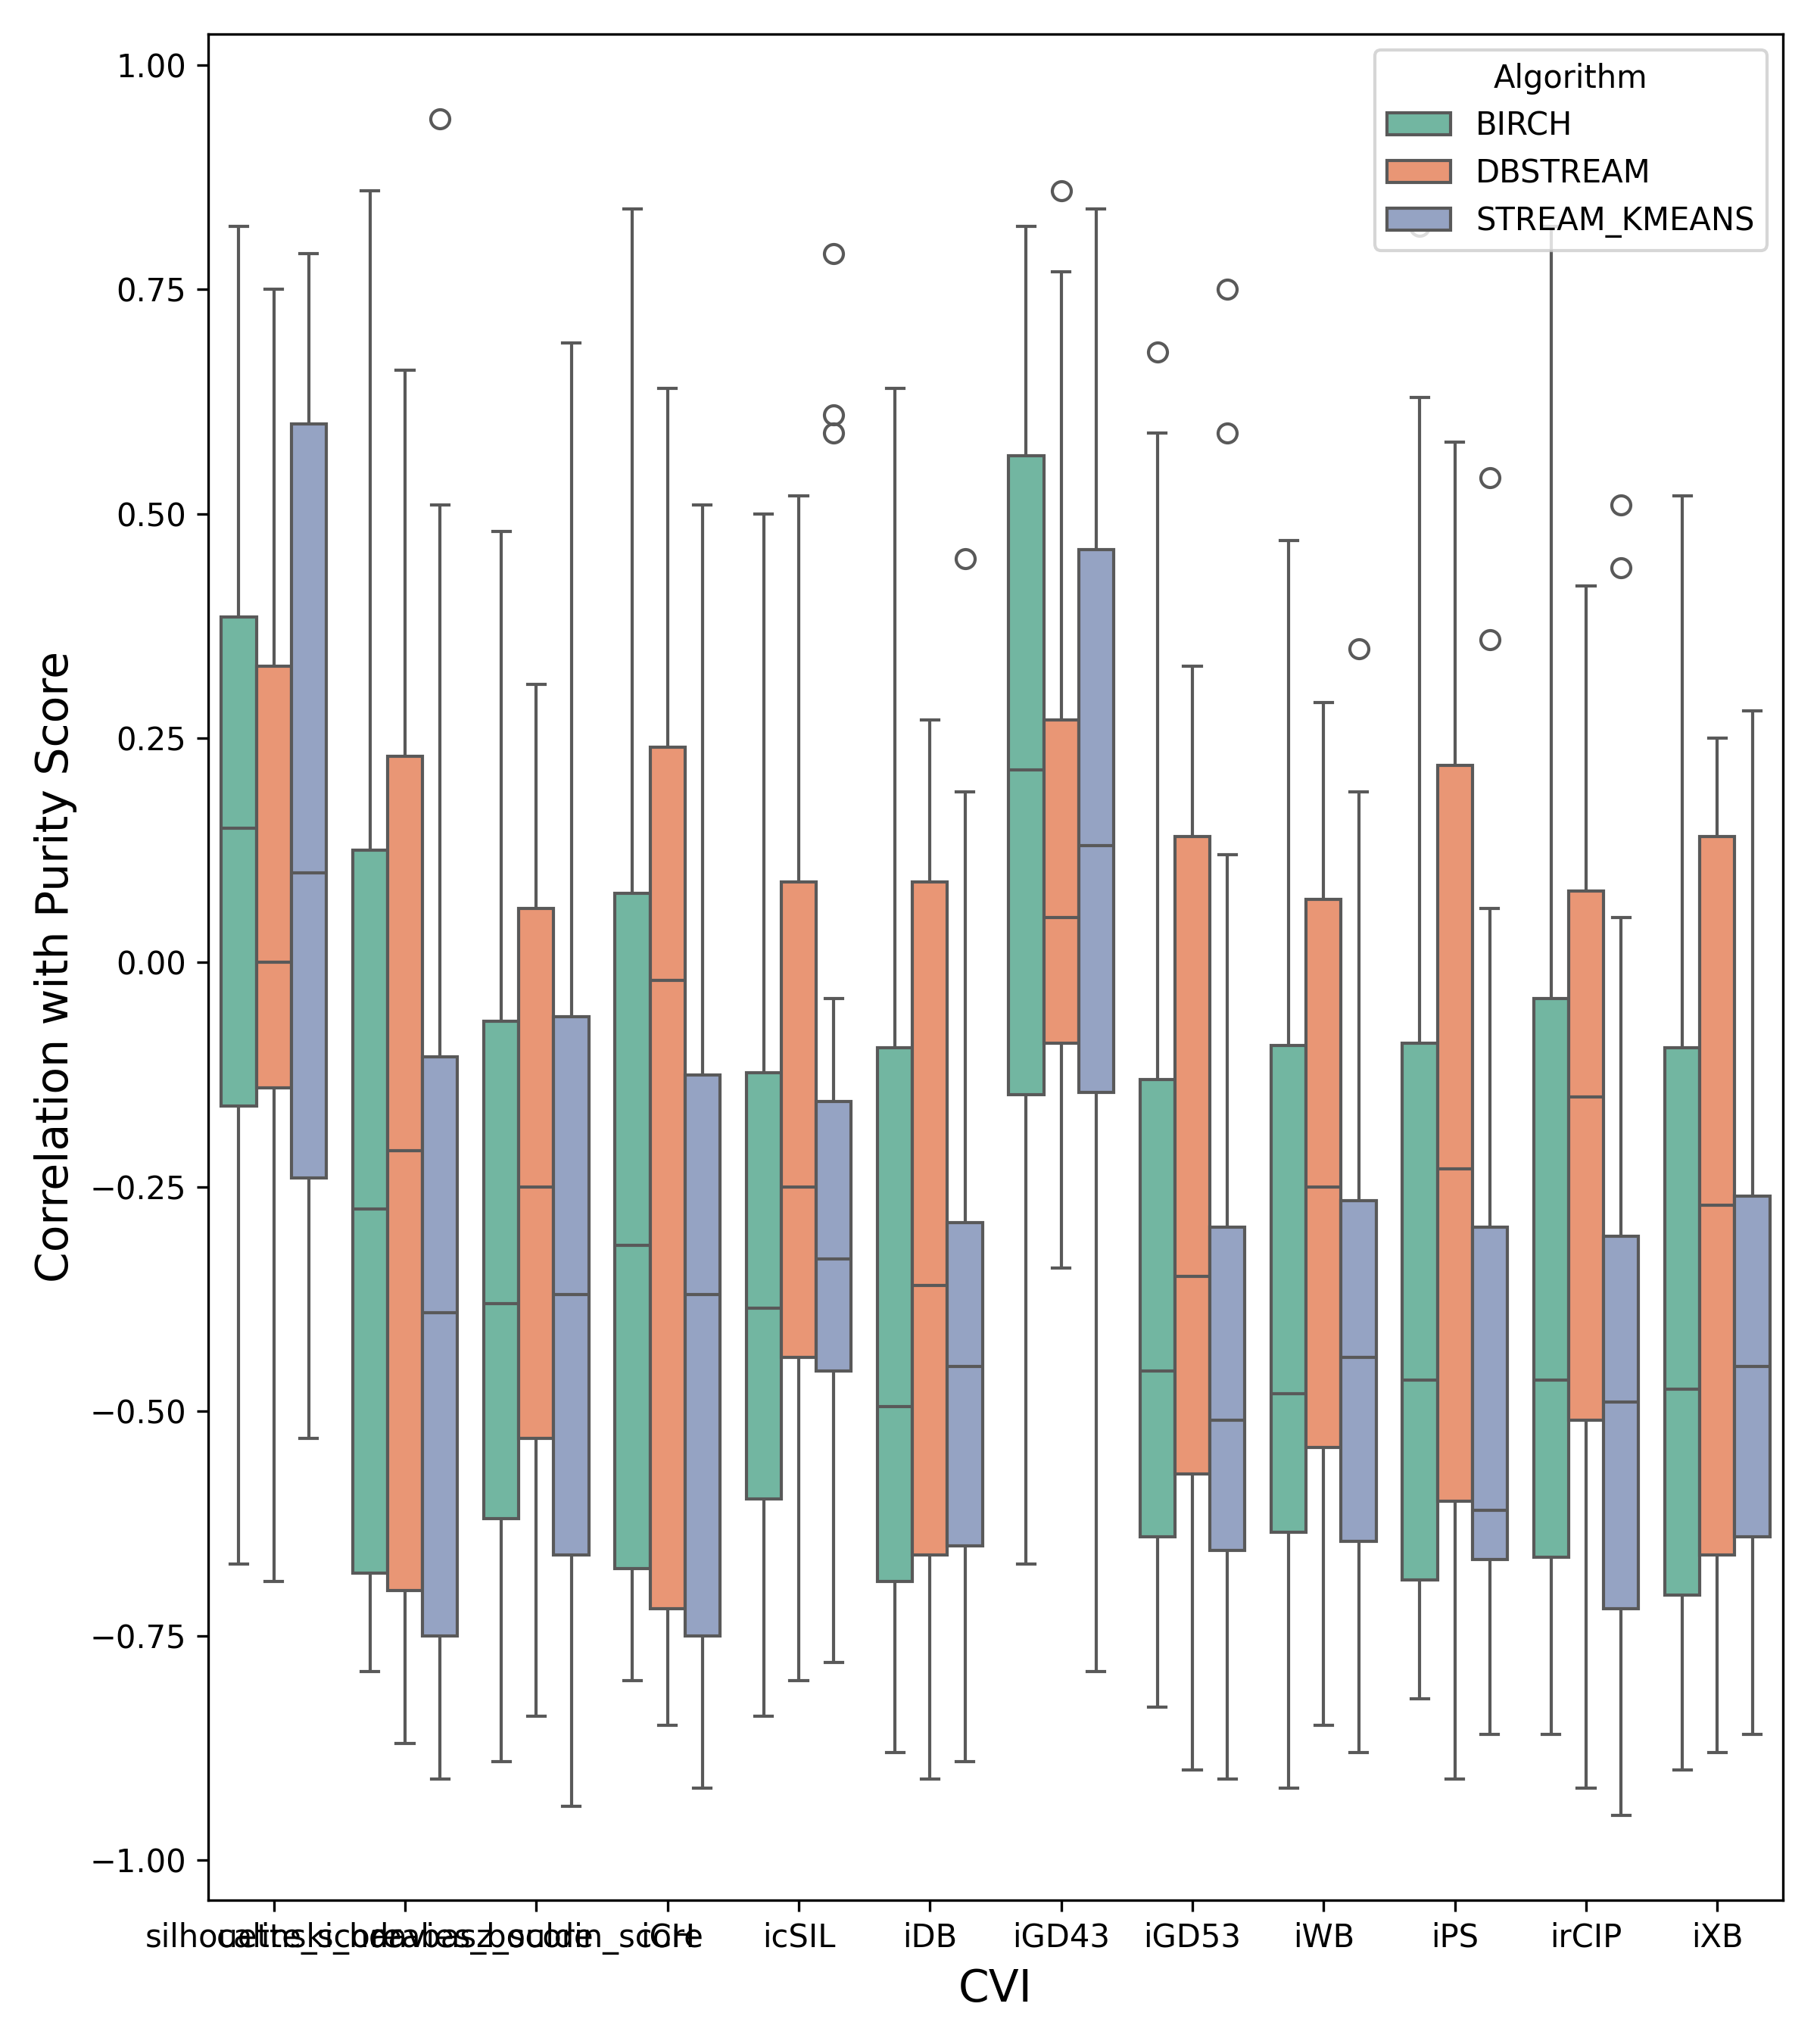 Algorithm
BIRCH
DBSTREAM
STREAM_KMEANS
1.00
0.75
0.50
0.25
0.00
−0.25
−0.50
−0.75
−1.00
Correlation with Purity Score
icSIL
iDB
iGD43
iGD53
iWB
iPS
irCIP
iXB
CVI